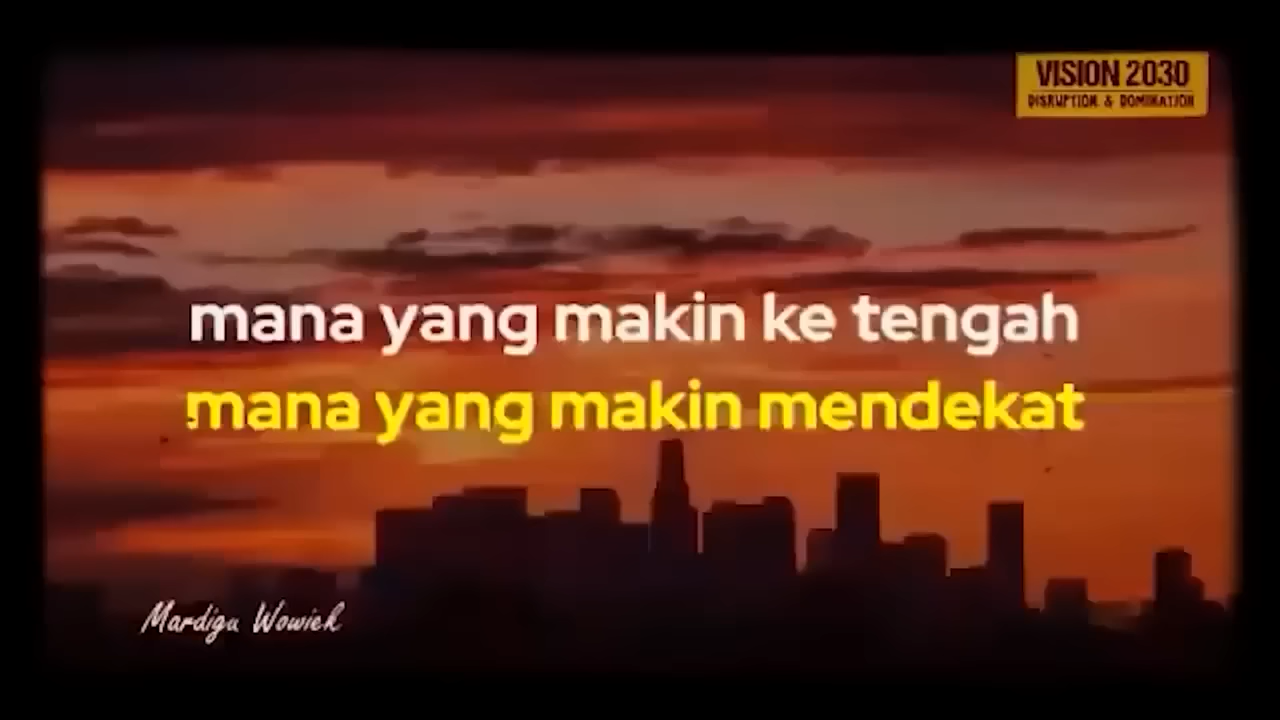 VISION 2030
DISRUPTION & DOMINATION
mana yang makin ke tengah
mana yang makin mendekat
Mardigu Wowiek